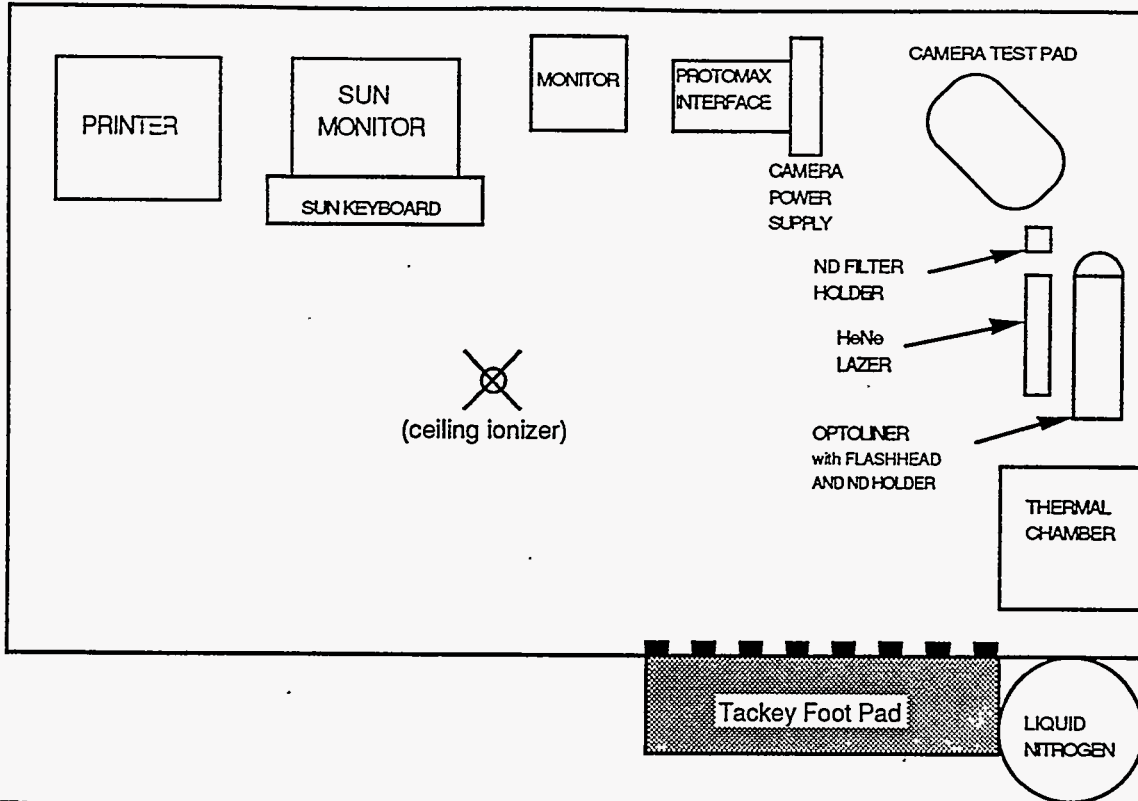 PRINTER
SUN
MONITOR
SUN KEYBOARD
MONITOR
PROTOMAX
INTERFACE
CAMERA
POWER
SUPPLY
CAMERA TEST PAD
ND FILTER
HOLDER
HeNe
LAZER
OPTOLINER
with FLASHHEAD
AND ND HOLDER
(ceiling ionizer)
THERMAL
CHAMBER
Tackey Foot Pad
LIQUID
NITROGEN